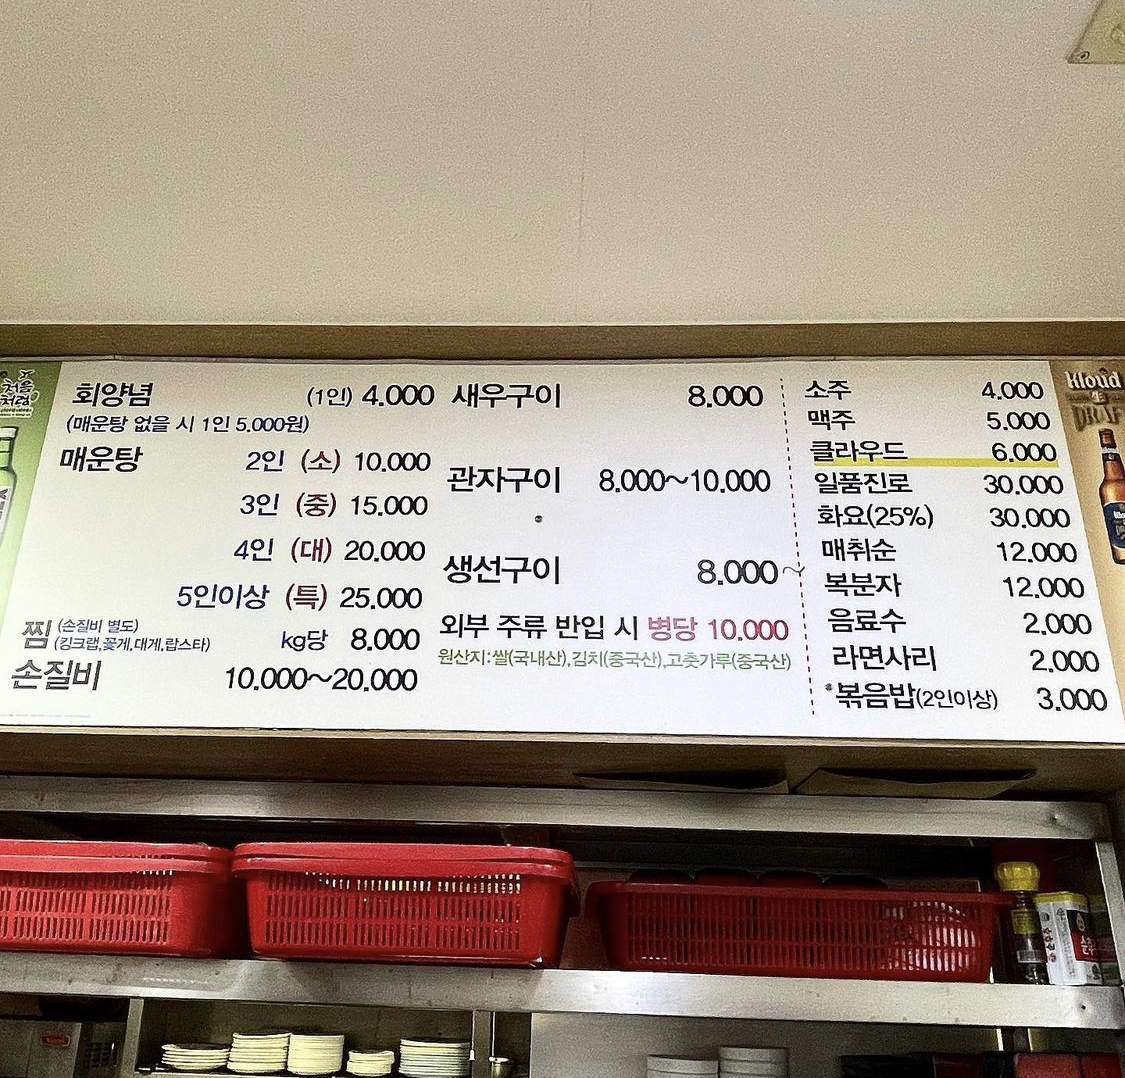 처음
처럼
회양념 (1인) 4.000
(매운탕 없을 시 1인 5.000원)
매운탕 2인 (소) 10.000
3인 (중) 15.000
4인 (대) 20.000
5인이상 (특) 25.000
찜 (손질비 별도) (킹크랩,꽃게,대게,랍스타) kg당 8.000
손질비 10.000~20.000
새우구이 8.000
관자구이 8.000~10.000
생선구이 8.000~
외부 주류 반입 시 병당 10.000
원산지:쌀(국내산),김치(중국산),고춧가루(중국산)
소주 4.000
맥주 5.000
클라우드 6.000
일품진로 30.000
화요(25%) 30.000
매취순 12.000
복분자 12.000
음료수 2.000
라면사리 2.000
볶음밥(2인이상) 3.000
Kloud
DRAF